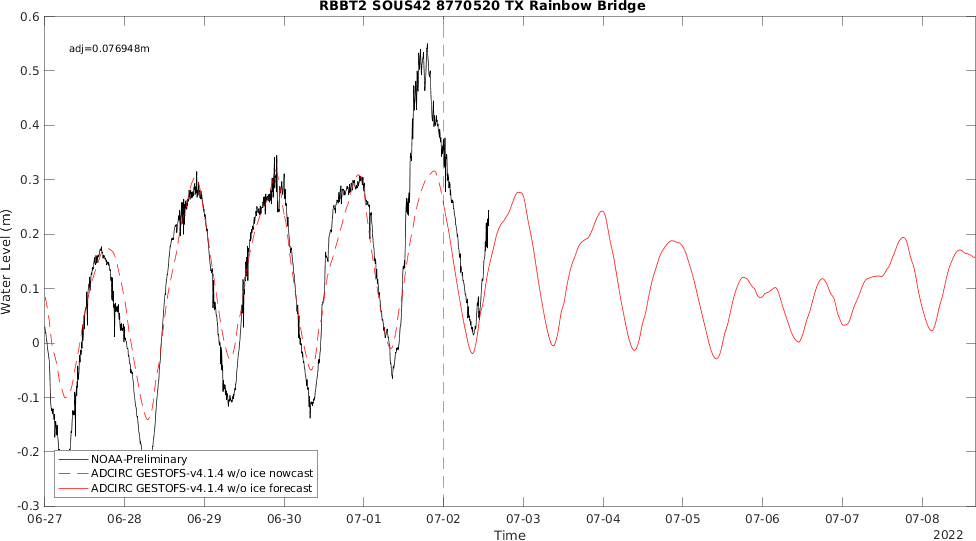 RBBT2 SOUS42 8770520 TX Rainbow Bridge
0.6
adj=0.076948m
0.5
0.4
0.3
0.2
0.1
0
-0.1
-0.2
-0.3
Water Level (m)
NOAA-Preliminary
ADCIRC GESTOFS-v4.1.4 w/o ice nowcast
ADCIRC GESTOFS-v4.1.4 w/o ice forecast
06-27 06-28 06-29 06-30 07-01 07-02 07-03 07-04 07-05 07-06 07-07 07-08
Time
2022